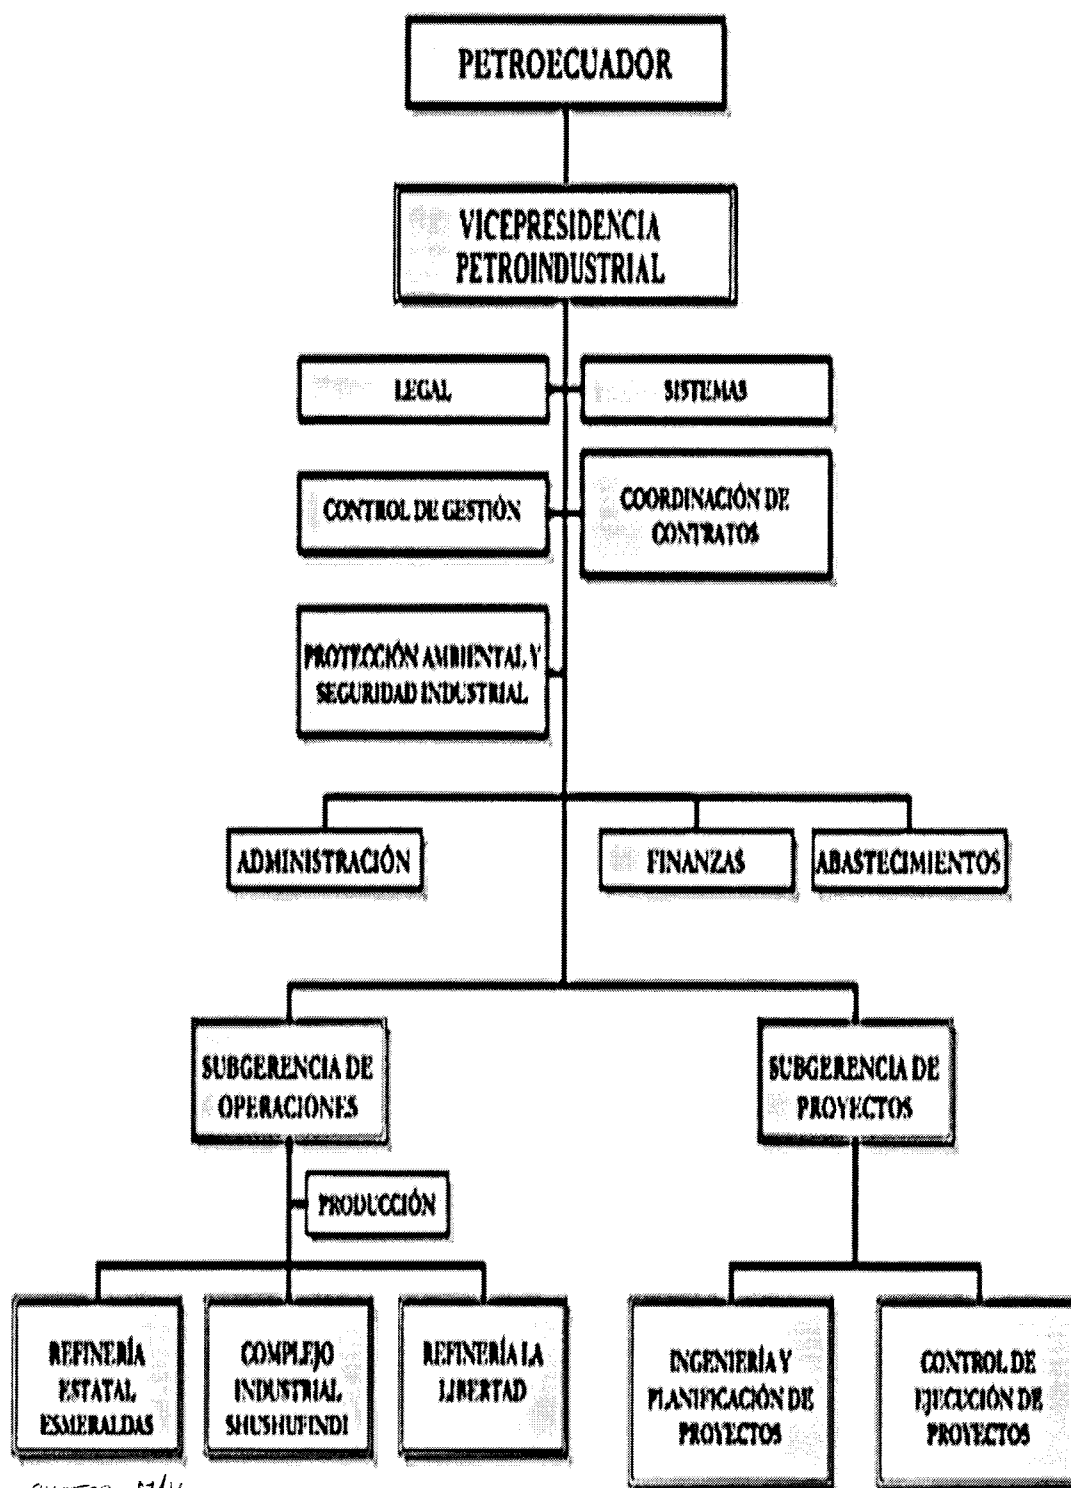 PETROECUADOR
VICEPRESIDENCIA
PETROINDUSTRIAL
LEGAL
SISTEMAS
CONTROL DE GESTIÓN
COORDINACIÓN DE
CONTRATOS
PROTECCIÓN AMBIENTAL Y
SEGURIDAD INDUSTRIAL
ADMINISTRACIÓN
FINANZAS
ABASTECIMIENTOS
SUBGERENCIA DE
OPERACIONES
SUBGERENCIA DE
PROYECTOS
PRODUCCIÓN
REFINERÍA
ESTATAL
ESMERALDAS
COMPLEJO
INDUSTRIAL
SHUSHUFINDI
REFINERÍA LA
LIBERTAD
INGENIERÍA Y
PLANIFICACIÓN DE
PROYECTOS
CONTROL DE
EJECUCIÓN DE
PROYECTOS